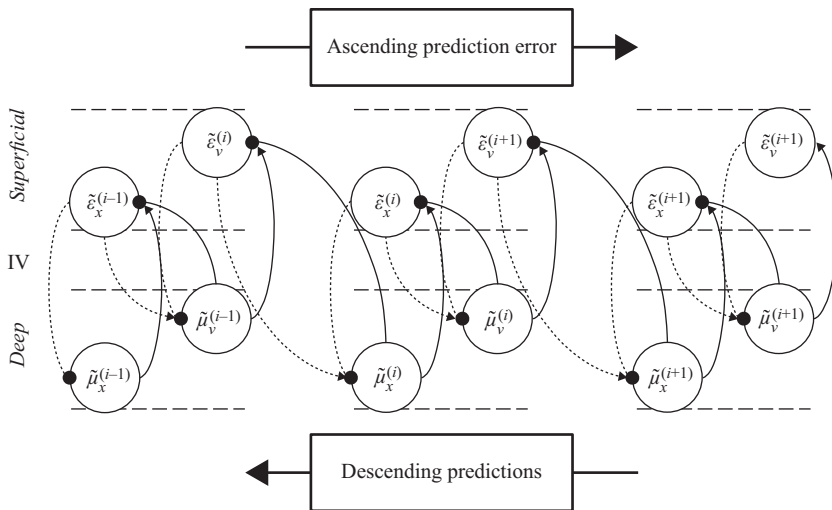 Ascending prediction error
Superficial
IV
Deep
ε̃ᵥ⁽ⁱ⁾
ε̃ᵥ⁽ⁱ⁺¹⁾
ε̃ᵥ⁽ⁱ⁺¹⁾
ε̃ₓ⁽ⁱ⁻¹⁾
ε̃ₓ⁽ⁱ⁾
ε̃ₓ⁽ⁱ⁺¹⁾
μ̃ᵥ⁽ⁱ⁻¹⁾
μ̃ᵥ⁽ⁱ⁾
μ̃ᵥ⁽ⁱ⁺¹⁾
μ̃ₓ⁽ⁱ⁻¹⁾
μ̃ₓ⁽ⁱ⁾
μ̃ₓ⁽ⁱ⁺¹⁾
Descending predictions